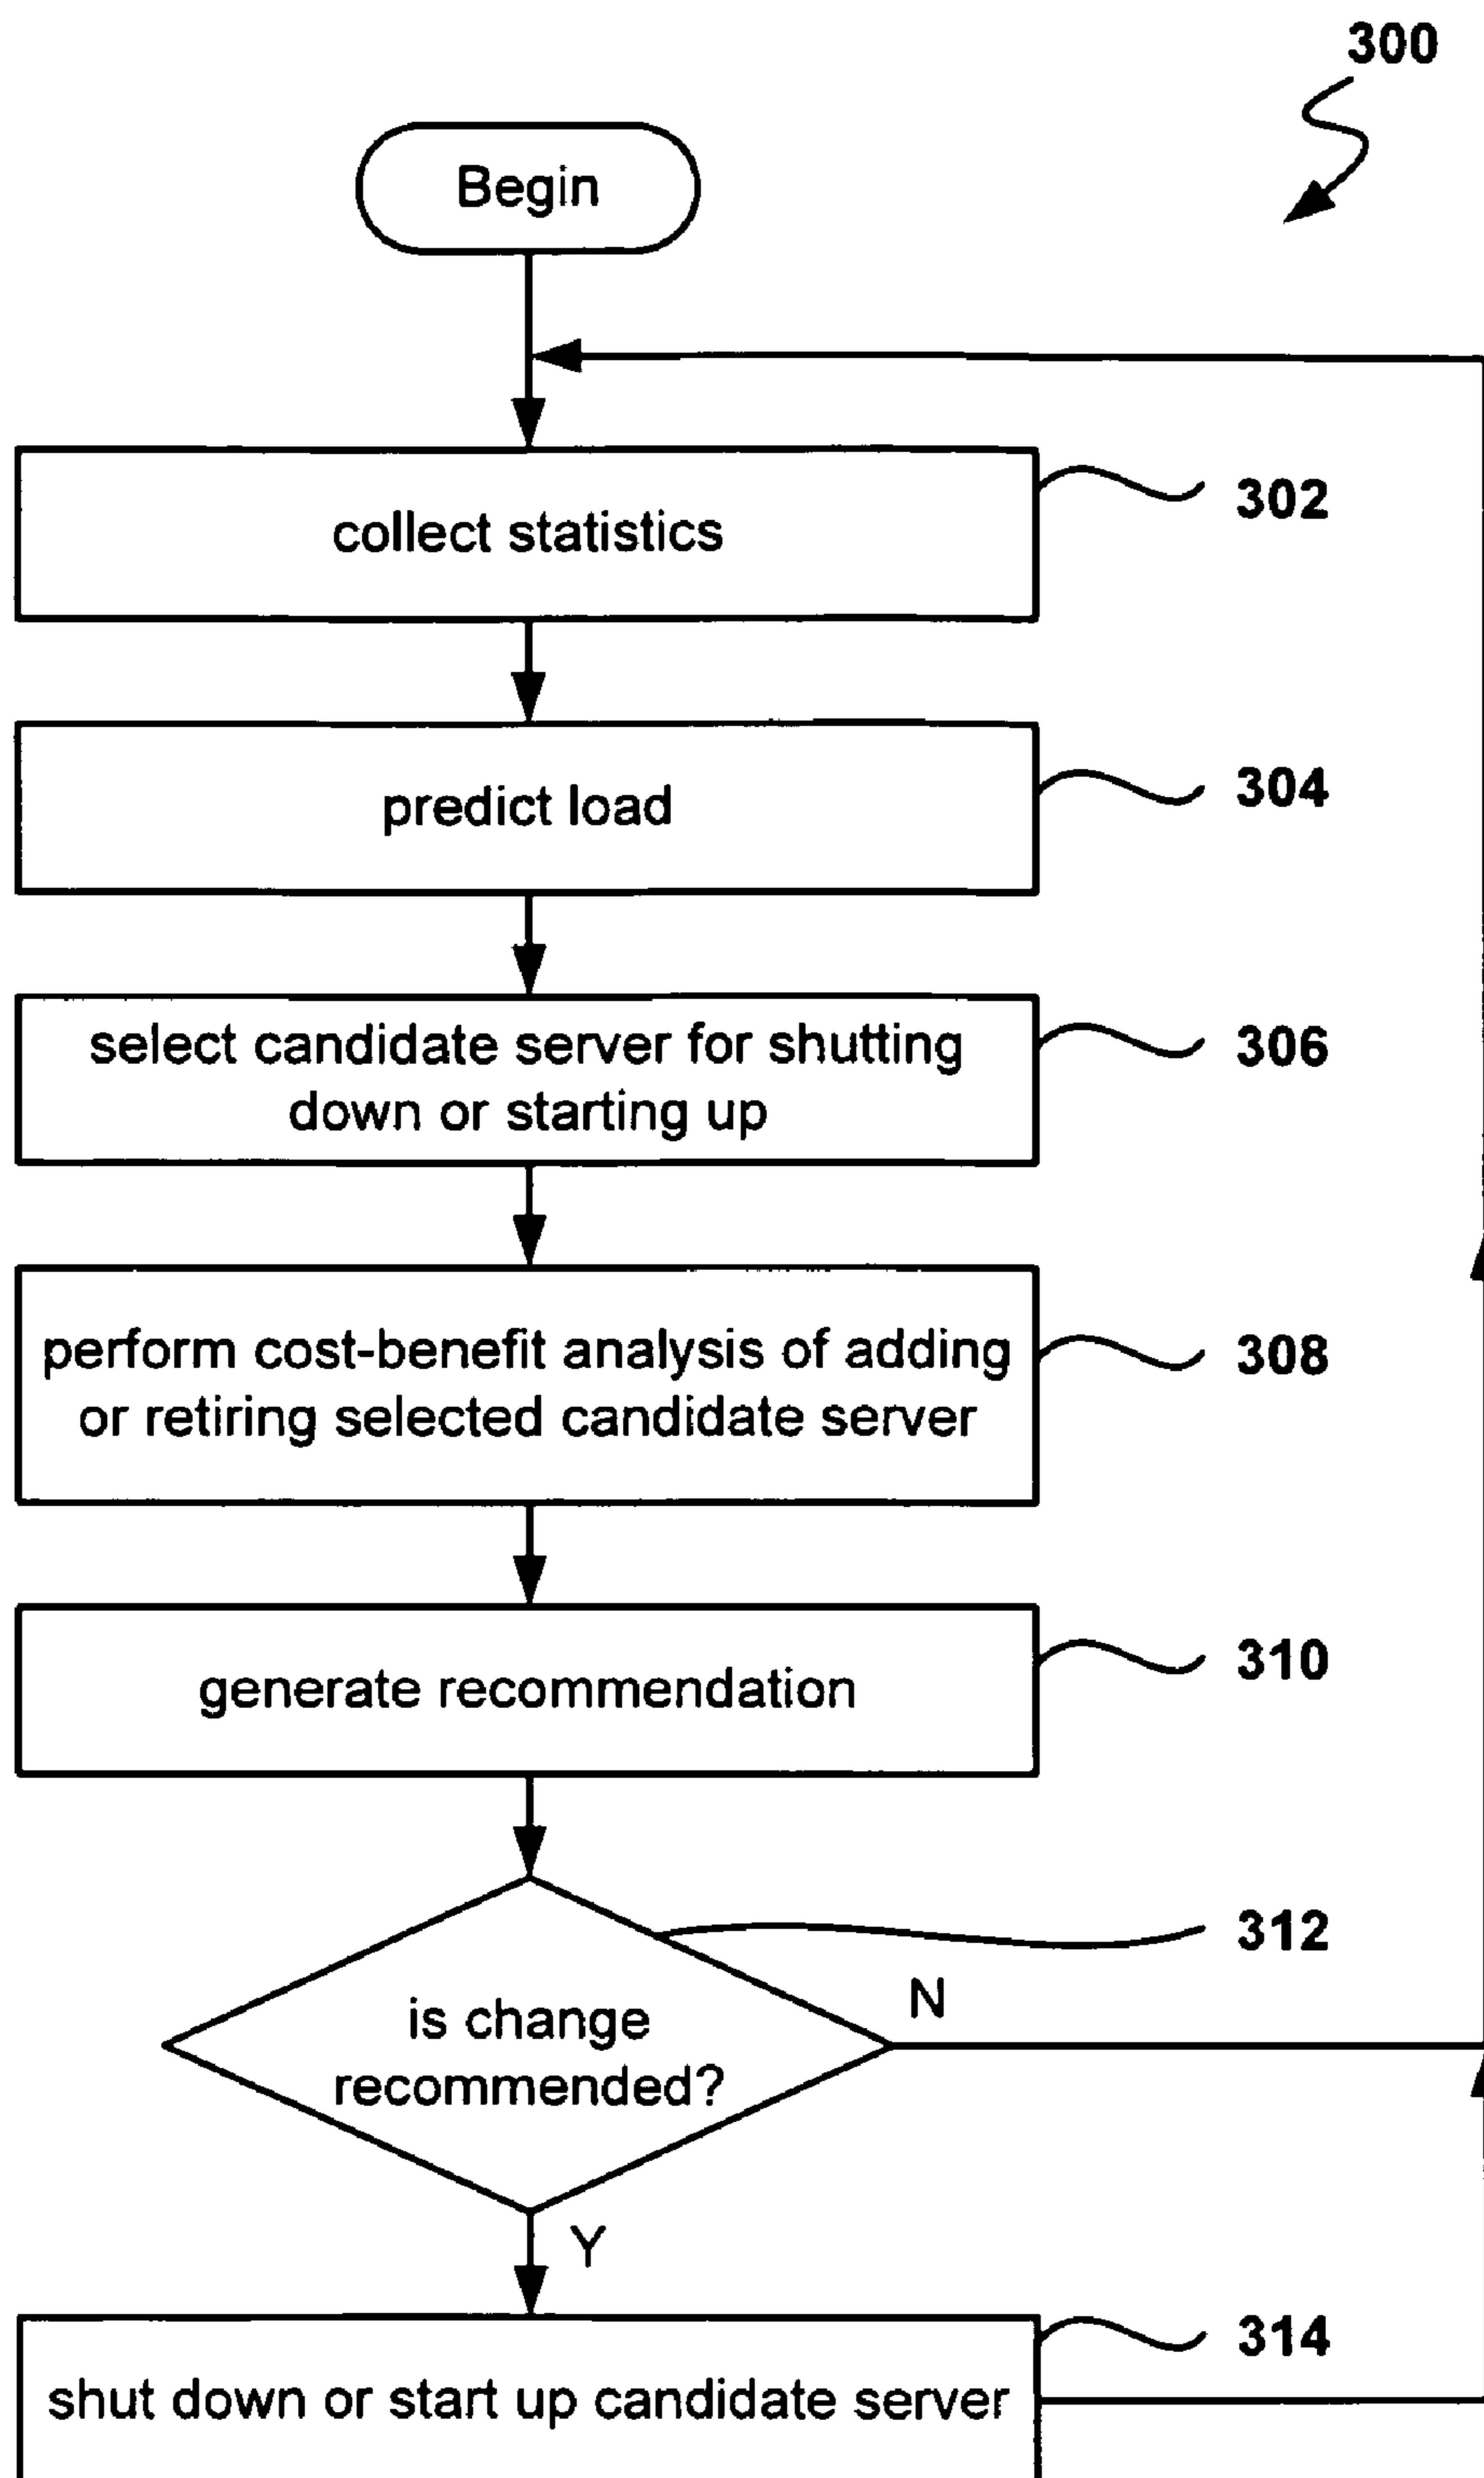 300
Begin
collect statistics
302
predict load
304
select candidate server for shutting
down or starting up
306
perform cost-benefit analysis of adding
or retiring selected candidate server
308
generate recommendation
310
312
is change
recommended?
N
Y
314
shut down or start up candidate server